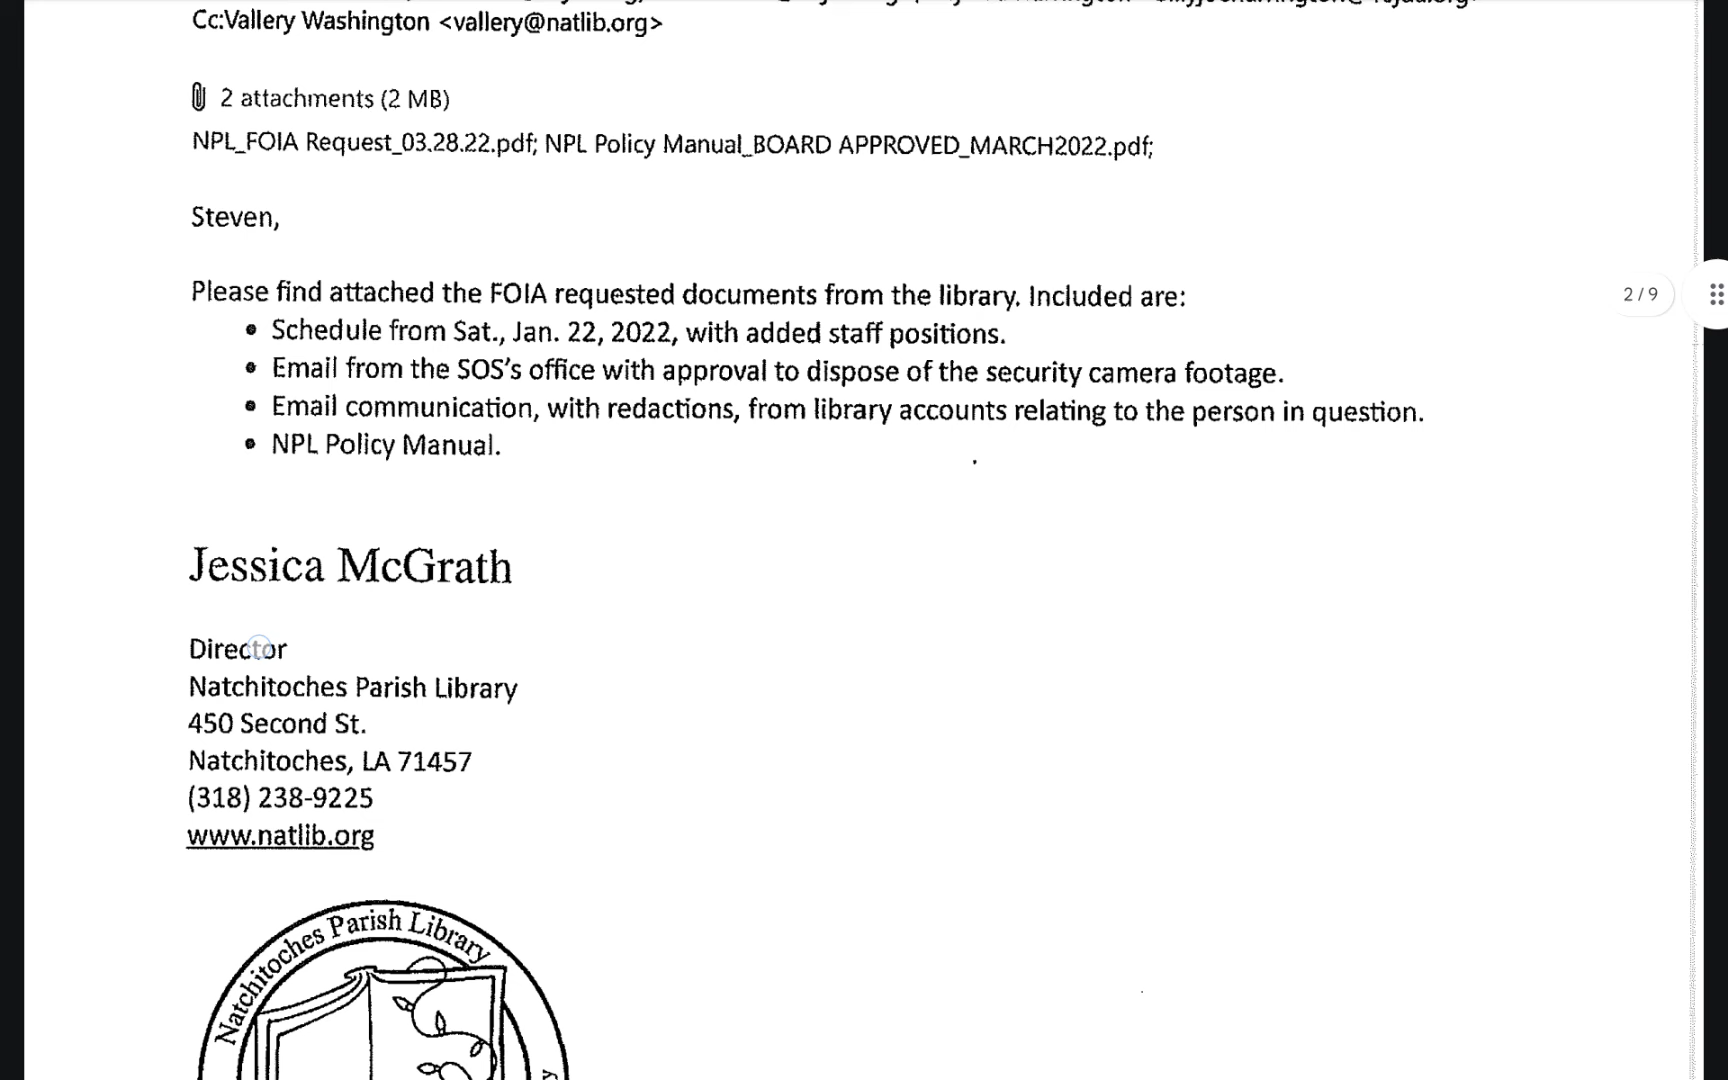 Cc:Vallery Washington <vallery@natlib.org>
2 attachments (2 MB)
NPL_FOIA Request_03.28.22.pdf; NPL Policy Manual_BOARD APPROVED_MARCH2022.pdf;
Steven,
Please find attached the FOIA requested documents from the library. Included are:
• Schedule from Sat., Jan. 22, 2022, with added staff positions.
2/9
• Email from the SOS's office with approval to dispose of the security camera footage.
• Email communication, with redactions, from library accounts relating to the person in question.
• NPL Policy Manual.
Jessica McGrath
Director
Natchitoches Parish Library
450 Second St.
Natchitoches, LA 71457
(318) 238-9225
www.natlib.org
Natchitoches Parish Library